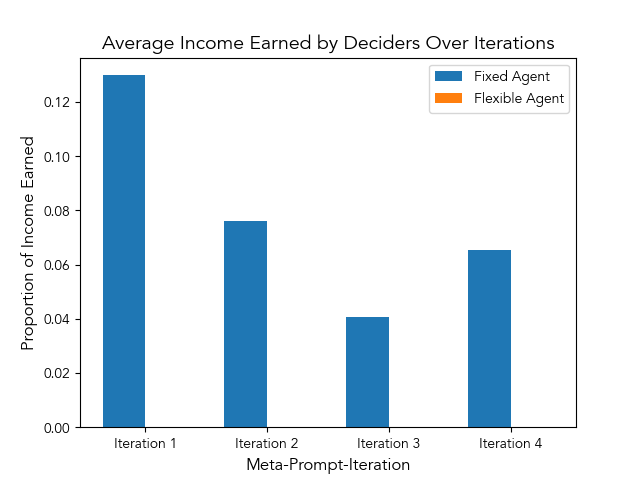 Average Income Earned by Deciders Over Iterations
Fixed Agent
Flexible Agent
Proportion of Income Earned
0.12
0.10
0.08
0.06
0.04
0.02
0.00
Iteration 1
Iteration 2
Iteration 3
Iteration 4
Meta-Prompt-Iteration